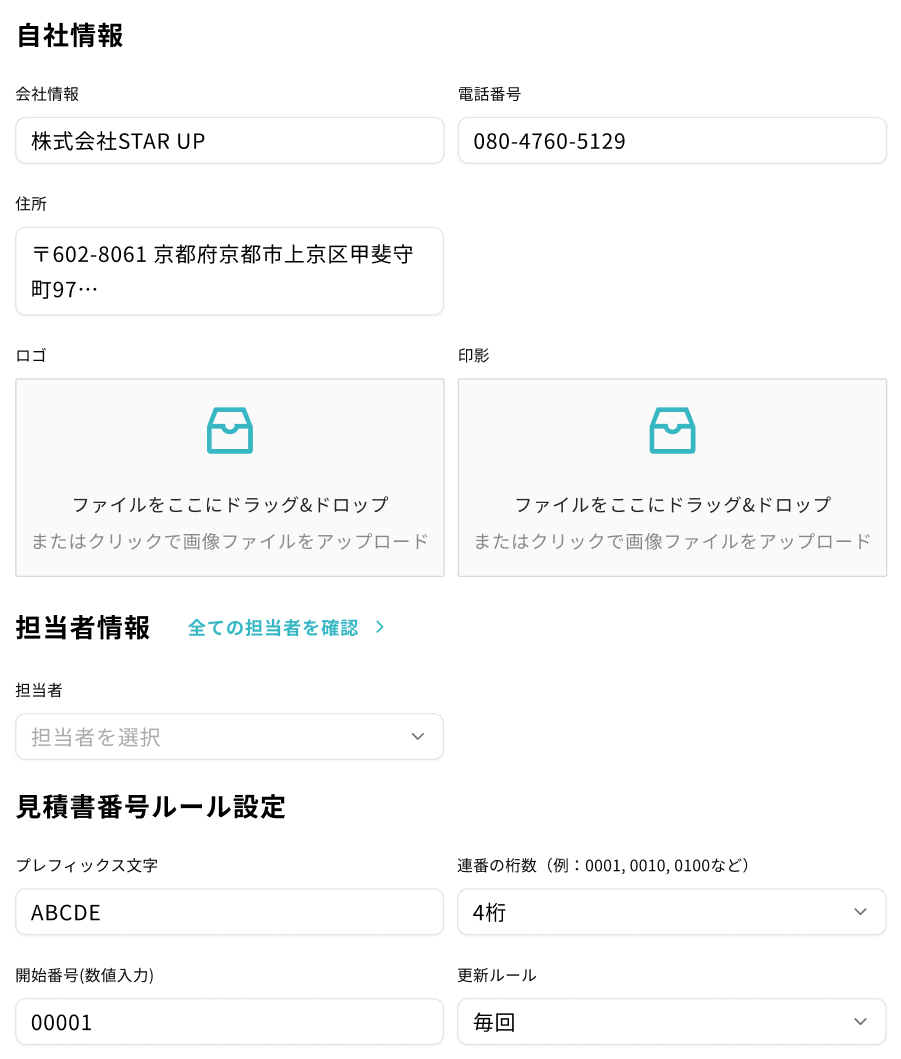 自社情報
会社情報
電話番号
株式会社STAR UP
080-4760-5129
住所
〒602-8061 京都府京都市上京区甲斐守
町97…
ロゴ
印影
ファイルをここにドラッグ&ドロップ
またはクリックで画像ファイルをアップロード
ファイルをここにドラッグ&ドロップ
またはクリックで画像ファイルをアップロード
担当者情報
全ての担当者を確認
担当者
担当者を選択
見積書番号ルール設定
プレフィックス文字
連番の桁数（例：0001, 0010, 0100など）
ABCDE
4桁
開始番号(数値入力)
更新ルール
00001
毎回